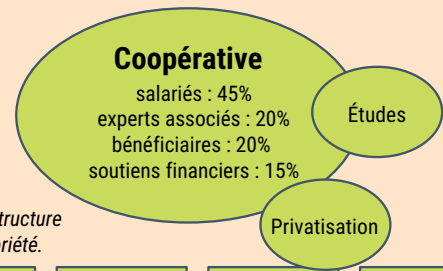 Coopérative
salariés : 45%
experts associés : 20%
bénéficiaires : 20%
soutiens financiers : 15%
Études
Privatisation